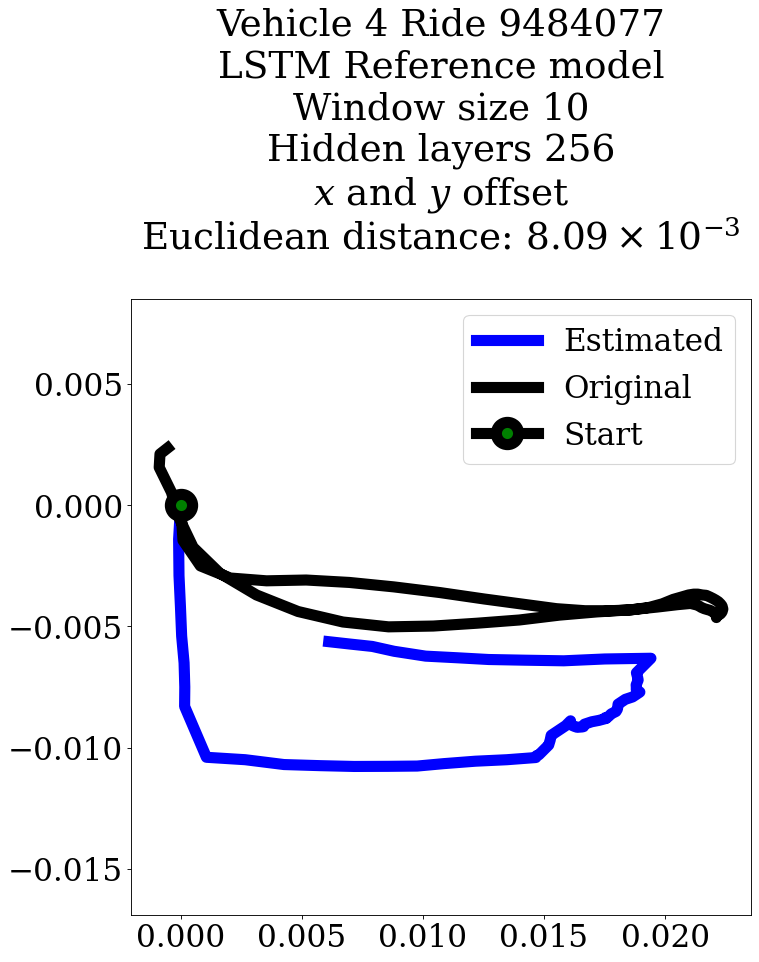 Vehicle 4 Ride 9484077
LSTM Reference model
Window size 10
Hidden layers 256
x and y offset
Euclidean distance: 8.09 × 10⁻³
Estimated
Original
Start
0.005
0.000
−0.005
−0.010
−0.015
0.000 0.005 0.010 0.015 0.020